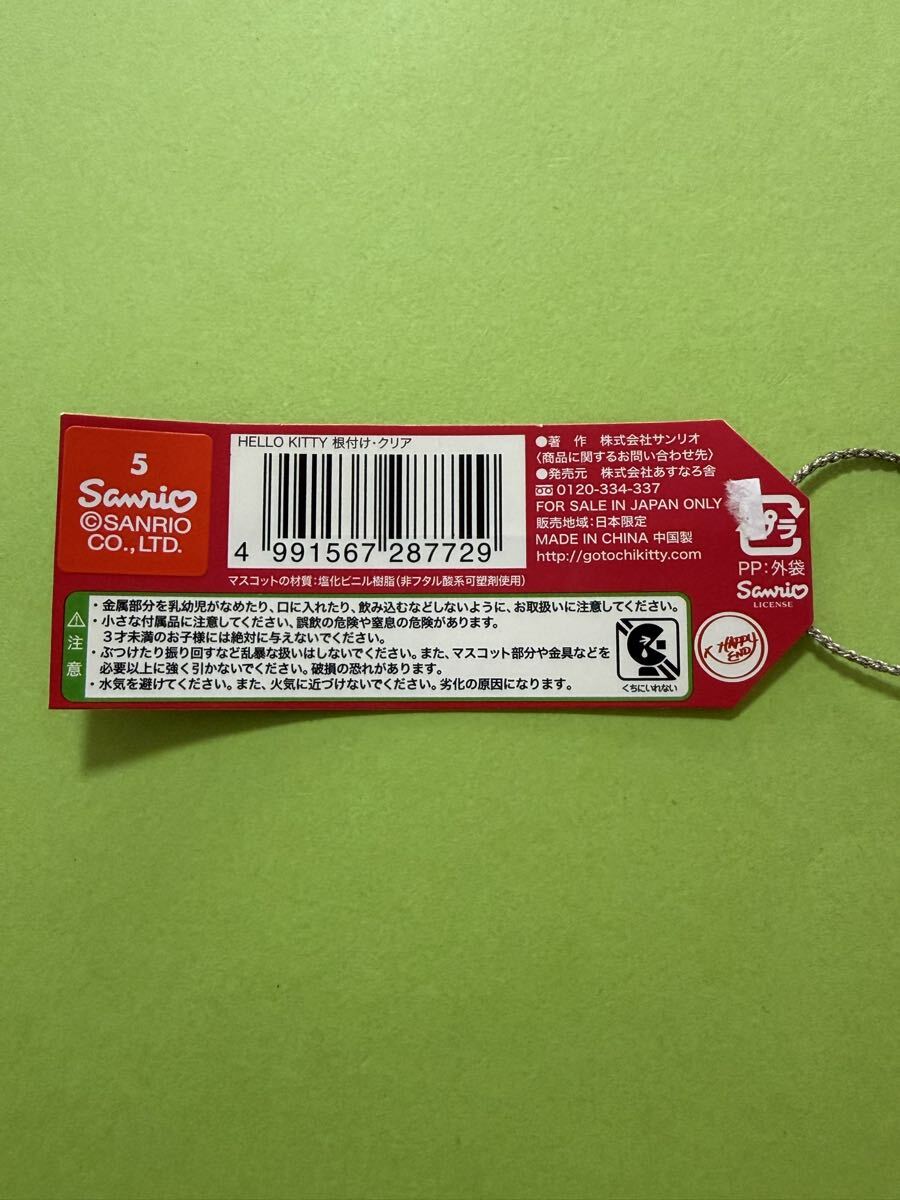 5
Sanrio
©SANRIO
CO.,LTD.
HELLO KITTY 根付け・クリア
4 991567 287729
マスコットの材質：塩化ビニル樹脂（非フタル酸系可塑剤使用）
●著 作 株式会社サンリオ
〈商品に関するお問い合わせ先〉
●発売元 株式会社あすなろ舎
0120-334-337
FOR SALE IN JAPAN ONLY
販売地域：日本限定
MADE IN CHINA 中国製
http://gotochikitty.com
プラ
PP：外袋
Sanrio
LICENSE
注意
・金属部分を乳幼児がなめたり、口に入れたり、飲み込むなどしないように、お取扱いに注意してください。
・小さな付属品に注意してください、誤飲の危険や窒息の危険があります。
３才未満のお子様には絶対に与えないでください。
・ぶつけたり振り回すなど乱暴な扱いはしないでください。また、マスコット部分や金具などを
必要以上に強く引かないでください。破損の恐れがあります。
・水気を避けてください。また、火気に近づけないでください。劣化の原因になります。
くちにいれない
HAPPY
END